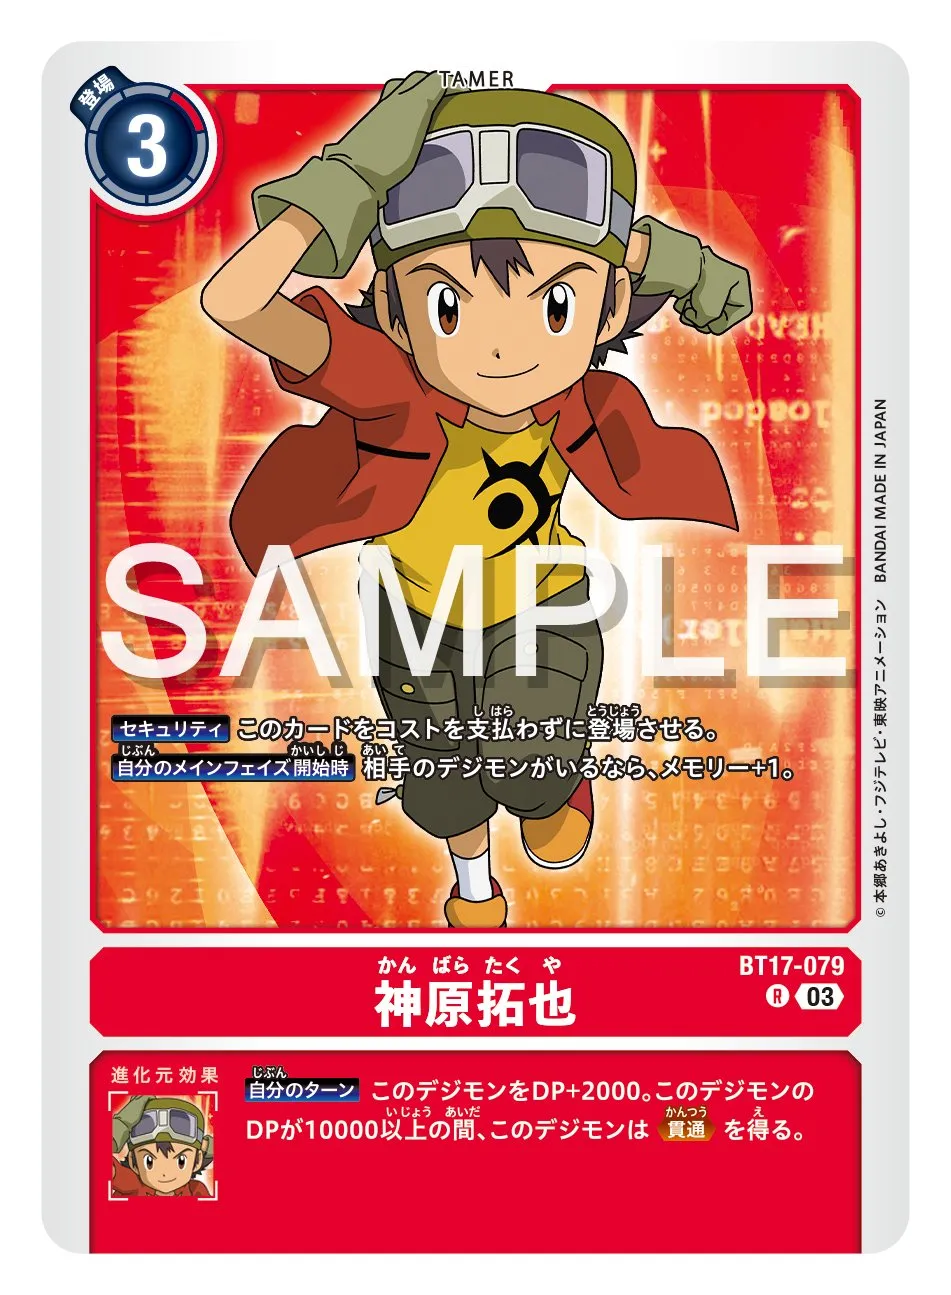 TAMER
登場
3
SAMPLE
セキュリティ このカードをコストを支払わずに登場させる。
自分のメインフェイズ開始時 相手のデジモンがいるなら、メモリー+1。
©本郷あきよし・フジテレビ・東映アニメーション BANDAI MADE IN JAPAN
かんばらたくや
神原拓也
BT17-079
R 03
進化元効果
自分のターン このデジモンをDP+2000。このデジモンの
DPが10000以上の間、このデジモンは 貫通 を得る。